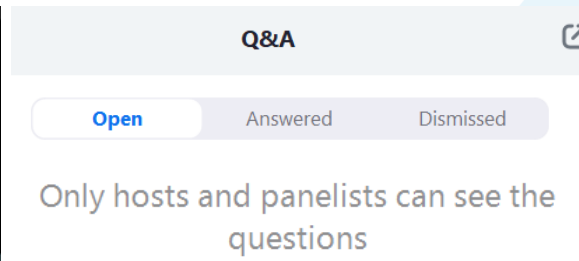 Q&A
Open Answered Dismissed
Only hosts and panelists can see the
questions